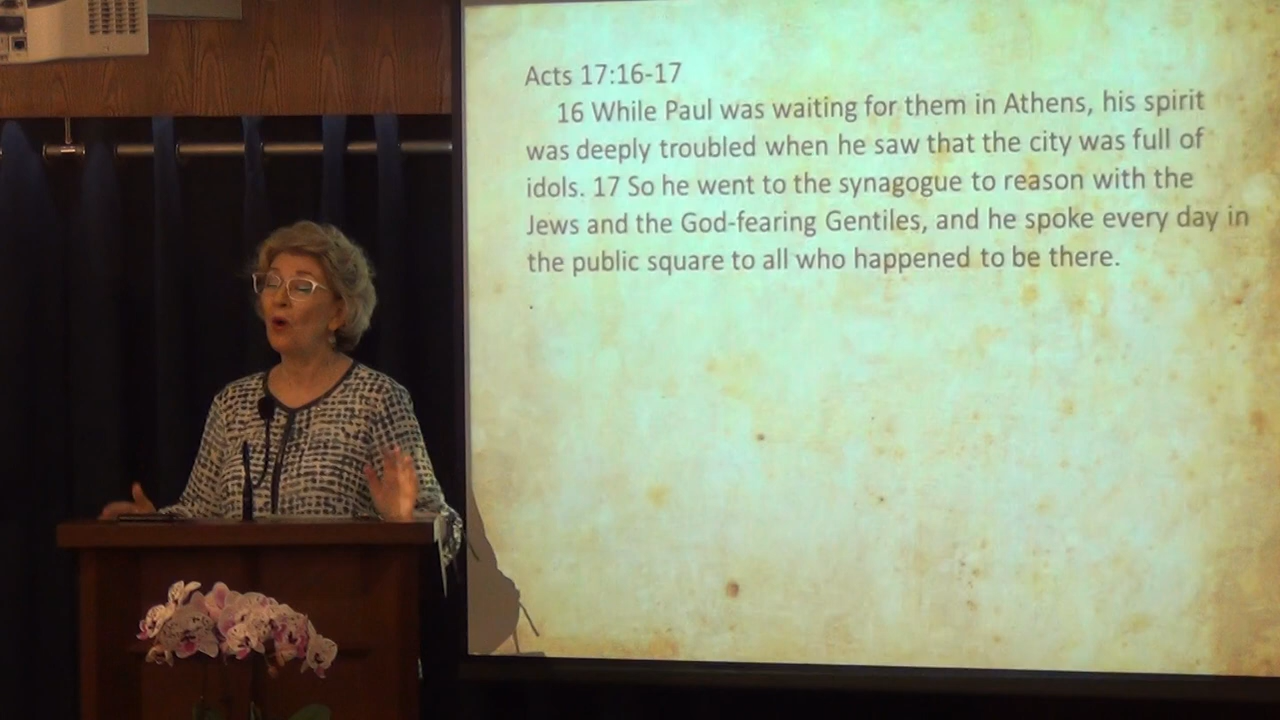 Acts 17:16-17
16 While Paul was waiting for them in Athens, his spirit
was deeply troubled when he saw that the city was full of
idols. 17 So he went to the synagogue to reason with the
Jews and the God-fearing Gentiles, and he spoke every day in
the public square to all who happened to be there.
.